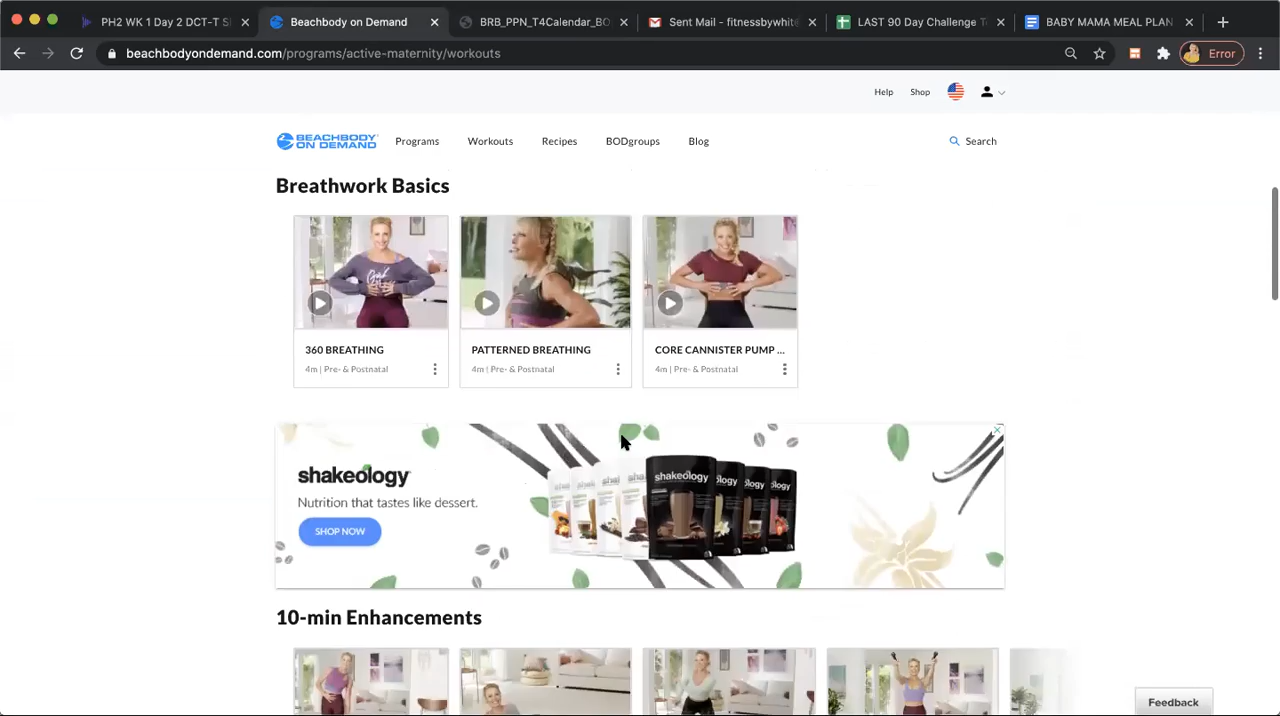 PH2 WK 1 Day 2 DCT-T S
Beachbody on Demand
BRB_PPN_T4Calendar_BO
Sent Mail - fitnessbywhite
LAST 90 Day Challenge T
BABY MAMA MEAL PLAN
beachbodyondemand.com/programs/active-maternity/workouts
Error
Help Shop
BEACHBODY ON DEMAND
Programs Workouts Recipes BODgroups Blog Search
Breathwork Basics
360 BREATHING
4m | Pre- & Postnatal
PATTERNED BREATHING
4m | Pre- & Postnatal
CORE CANNISTER PUMP ...
4m | Pre- & Postnatal
shakeology
Nutrition that tastes like dessert.
SHOP NOW
shakeology
10-min Enhancements
Feedback